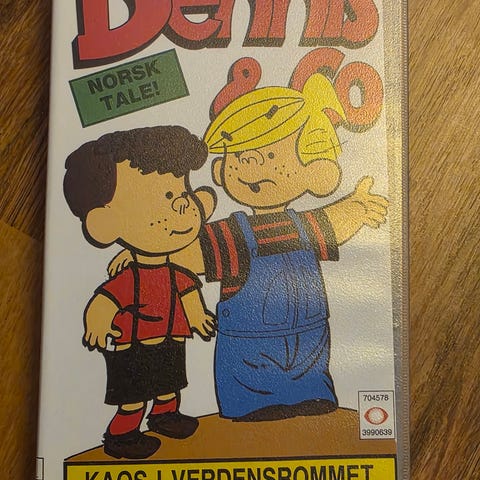 Dennis
& Co
NORSK
TALE!
704578
3990639
KAOS I VERDENSROMMET